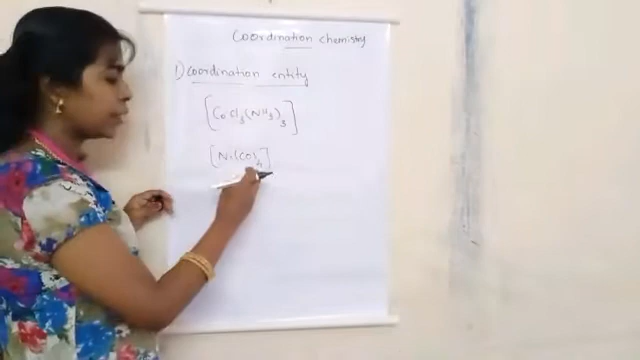 Coordination chemistry
1) Coordination entity
[CoCl3(NH3)3]
[Ni(CO)4]